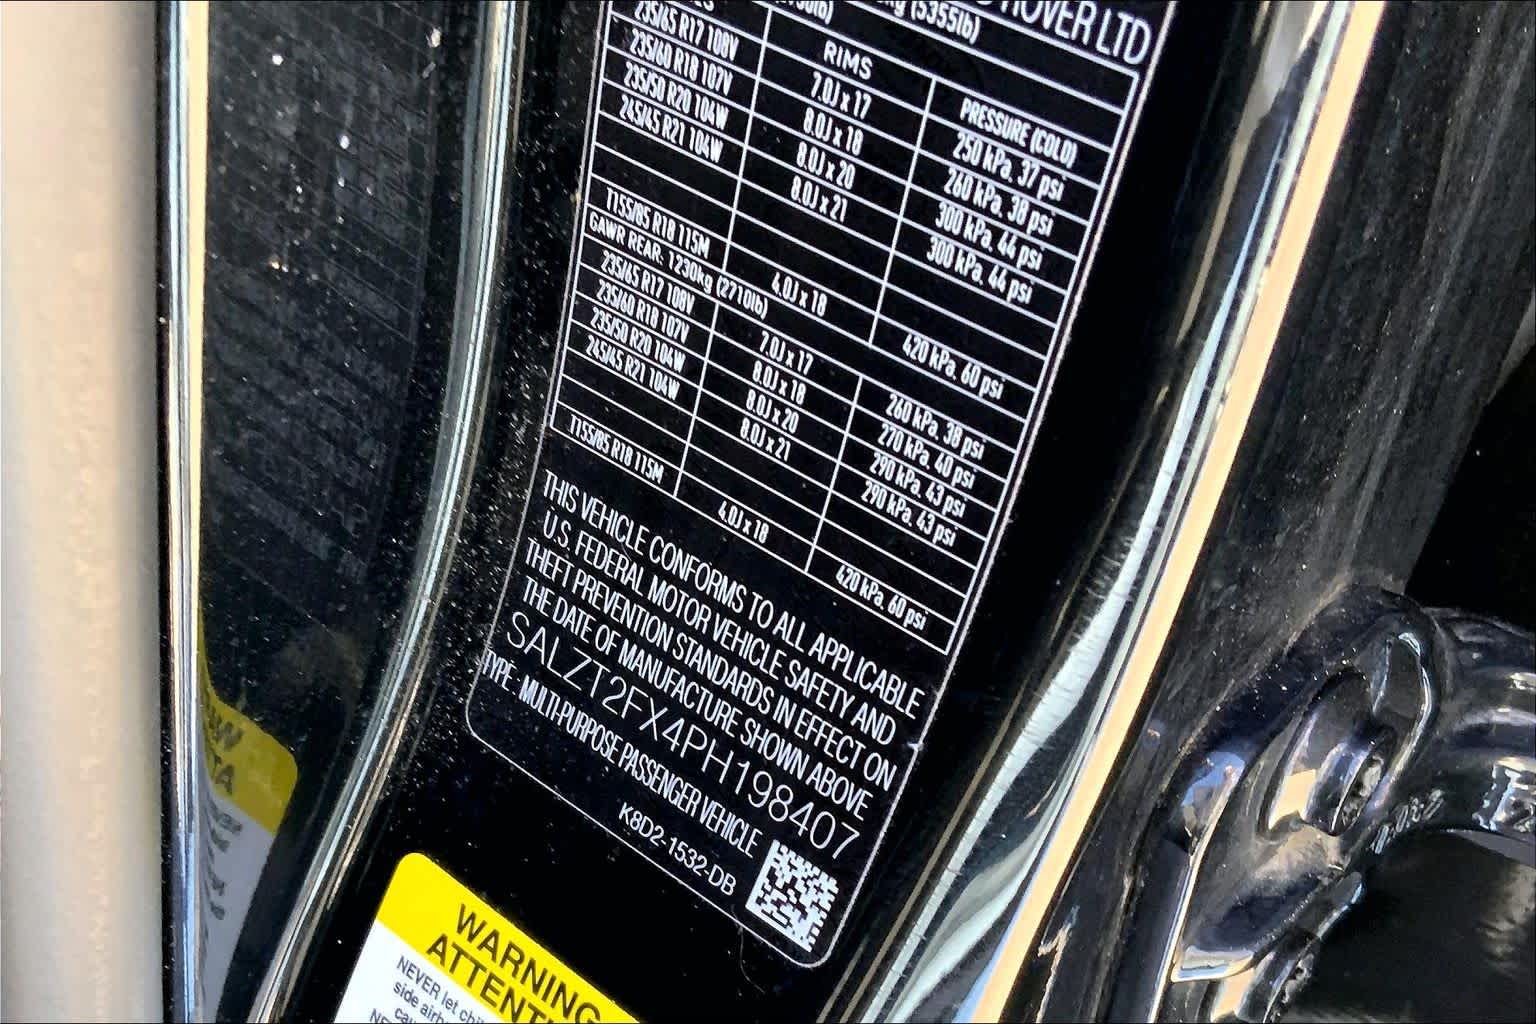 ROVER LTD
kg (5355lb)
RIMS PRESSURE (COLD)
235/65 R17 108V 7.0J x 17 250 kPa, 37 psi
235/60 R18 107V 8.0J x 18 260 kPa, 38 psi
235/50 R20 104W 8.0J x 20 300 kPa, 44 psi
245/45 R21 104W 8.0J x 21 300 kPa, 44 psi
T155/85 R18 115M 4.0J x 18 420 kPa, 60 psi
GAWR REAR: 1230kg (2710lb)
235/65 R17 108V 7.0J x 17 260 kPa, 38 psi
235/60 R18 107V 8.0J x 18 270 kPa, 40 psi
235/50 R20 104W 8.0J x 20 290 kPa, 43 psi
245/45 R21 104W 8.0J x 21 290 kPa, 43 psi
T155/85 R18 115M 4.0J x 18 420 kPa, 60 psi
THIS VEHICLE CONFORMS TO ALL APPLICABLE
U.S. FEDERAL MOTOR VEHICLE SAFETY AND
THEFT PREVENTION STANDARDS IN EFFECT ON
THE DATE OF MANUFACTURE SHOWN ABOVE
SALZT2FX4PH198407
TYPE: MULTI-PURPOSE PASSENGER VEHICLE
K8D2-1532-DB
WARNING
ATTENTI
NEVER let chi
side airb